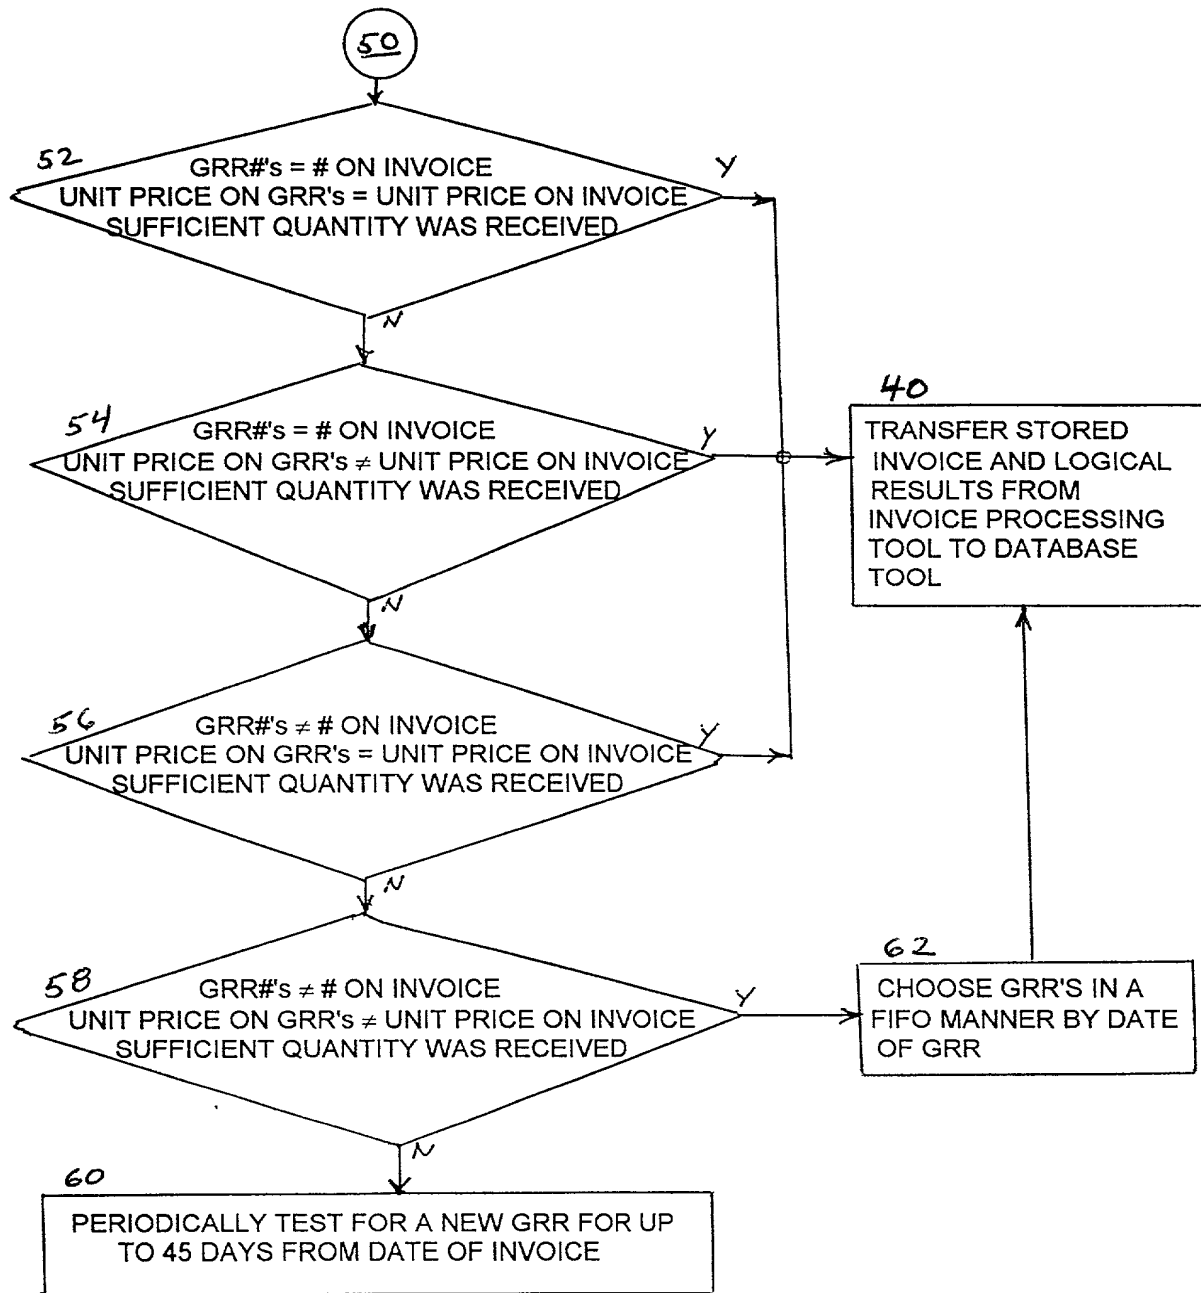 50
52
GRR#'s = # ON INVOICE
UNIT PRICE ON GRR's = UNIT PRICE ON INVOICE
SUFFICIENT QUANTITY WAS RECEIVED
Y
N
54
GRR#'s = # ON INVOICE
UNIT PRICE ON GRR's ≠ UNIT PRICE ON INVOICE
SUFFICIENT QUANTITY WAS RECEIVED
Y
N
40
TRANSFER STORED
INVOICE AND LOGICAL
RESULTS FROM
INVOICE PROCESSING
TOOL TO DATABASE
TOOL
56
GRR#'s ≠ # ON INVOICE
UNIT PRICE ON GRR's = UNIT PRICE ON INVOICE
SUFFICIENT QUANTITY WAS RECEIVED
Y
N
58
GRR#'s ≠ # ON INVOICE
UNIT PRICE ON GRR's ≠ UNIT PRICE ON INVOICE
SUFFICIENT QUANTITY WAS RECEIVED
Y
N
62
CHOOSE GRR'S IN A
FIFO MANNER BY DATE
OF GRR
60
PERIODICALLY TEST FOR A NEW GRR FOR UP
TO 45 DAYS FROM DATE OF INVOICE